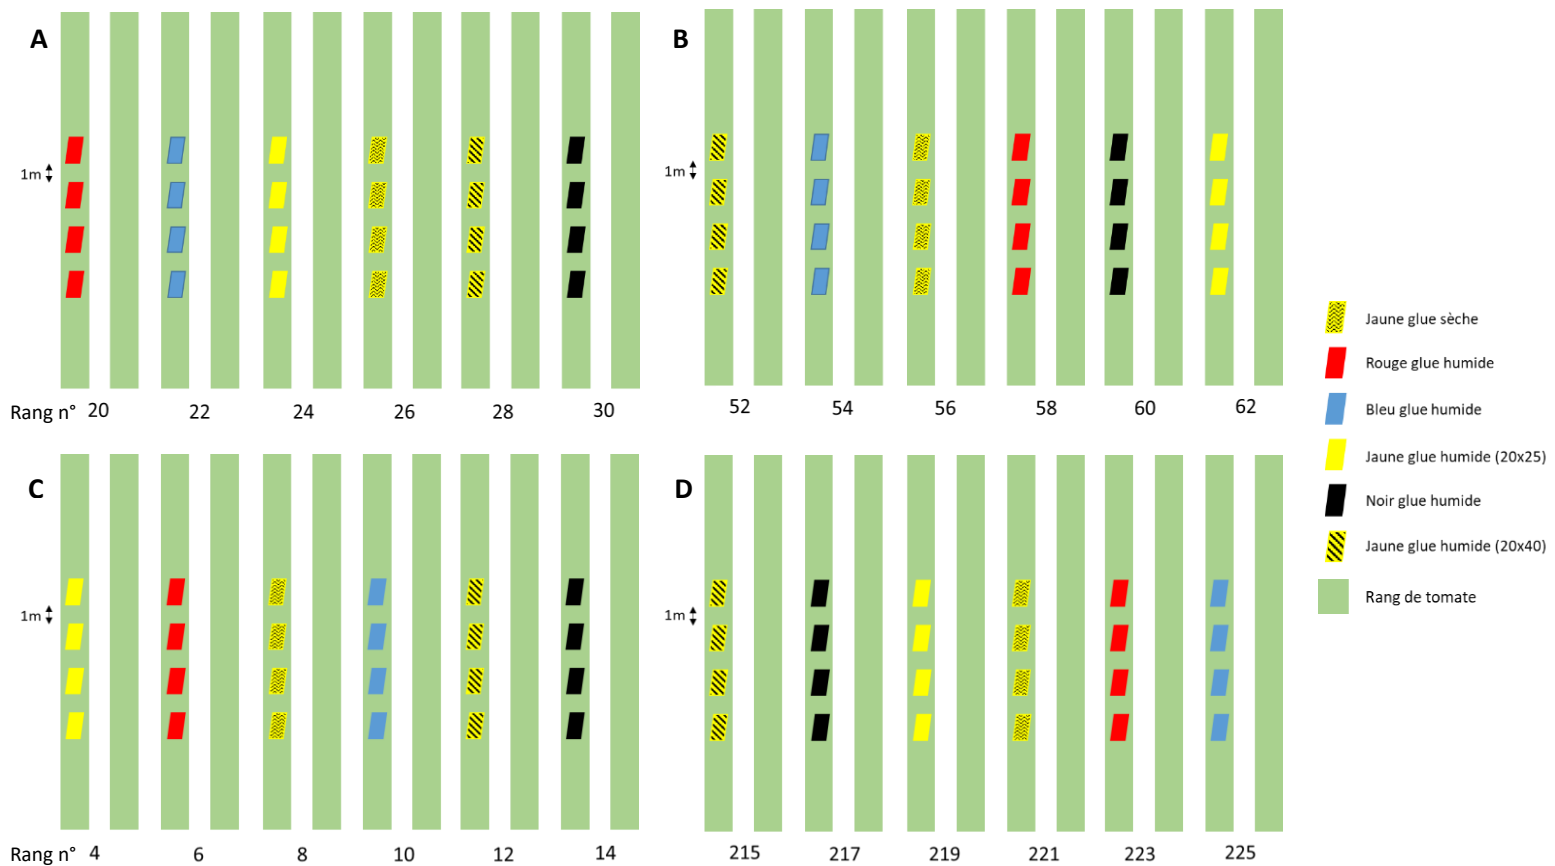 A
1m
Rang n° 20 22 24 26 28 30
B
1m
52 54 56 58 60 62
C
1m
Rang n° 4 6 8 10 12 14
D
1m
215 217 219 221 223 225
Jaune glue sèche
Rouge glue humide
Bleu glue humide
Jaune glue humide (20x25)
Noir glue humide
Jaune glue humide (20x40)
Rang de tomate